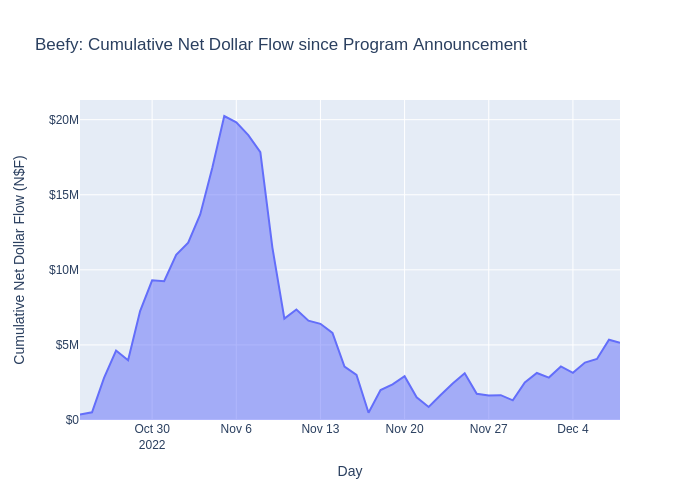 Beefy: Cumulative Net Dollar Flow since Program Announcement
Cumulative Net Dollar Flow (N$F)
$20M
$15M
$10M
$5M
$0
Oct 30
2022
Nov 6
Nov 13
Nov 20
Nov 27
Dec 4
Day